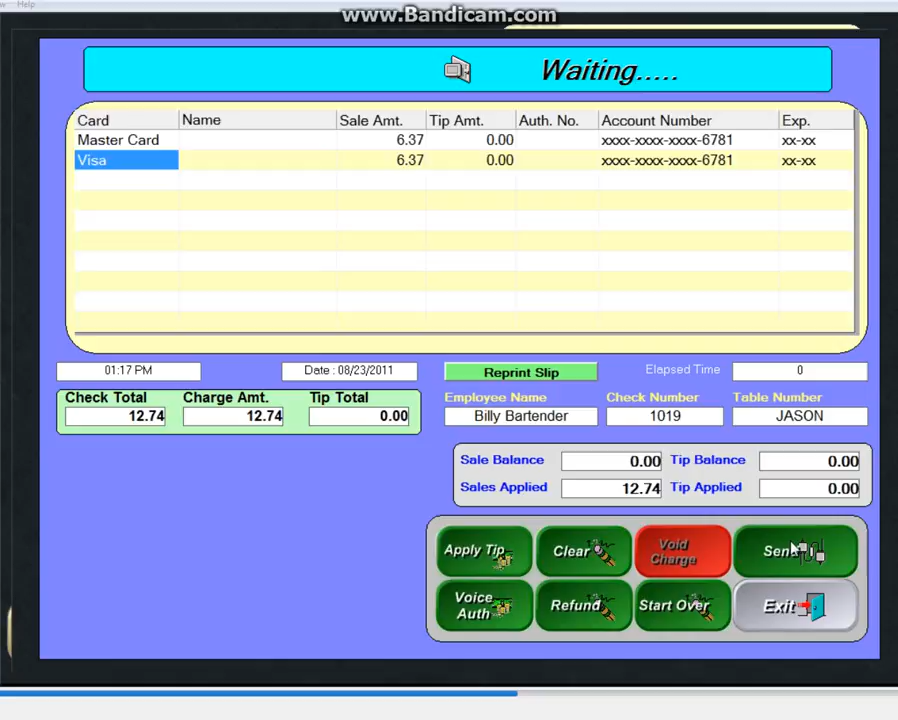 w Help
www.Bandicam.com
Waiting.....
Card Name Sale Amt. Tip Amt. Auth. No. Account Number Exp.
Master Card 6.37 0.00 xxxx-xxxx-xxxx-6781 xx-xx
Visa 6.37 0.00 xxxx-xxxx-xxxx-6781 xx-xx
01:17 PM Date : 08/23/2011 Reprint Slip Elapsed Time 0
Check Total Charge Amt. Tip Total Employee Name Check Number Table Number
12.74 12.74 0.00 Billy Bartender 1019 JASON
Sale Balance 0.00 Tip Balance 0.00
Sales Applied 12.74 Tip Applied 0.00
Apply Tip Clear Void Charge Send
Voice Auth Refund Start Over Exit